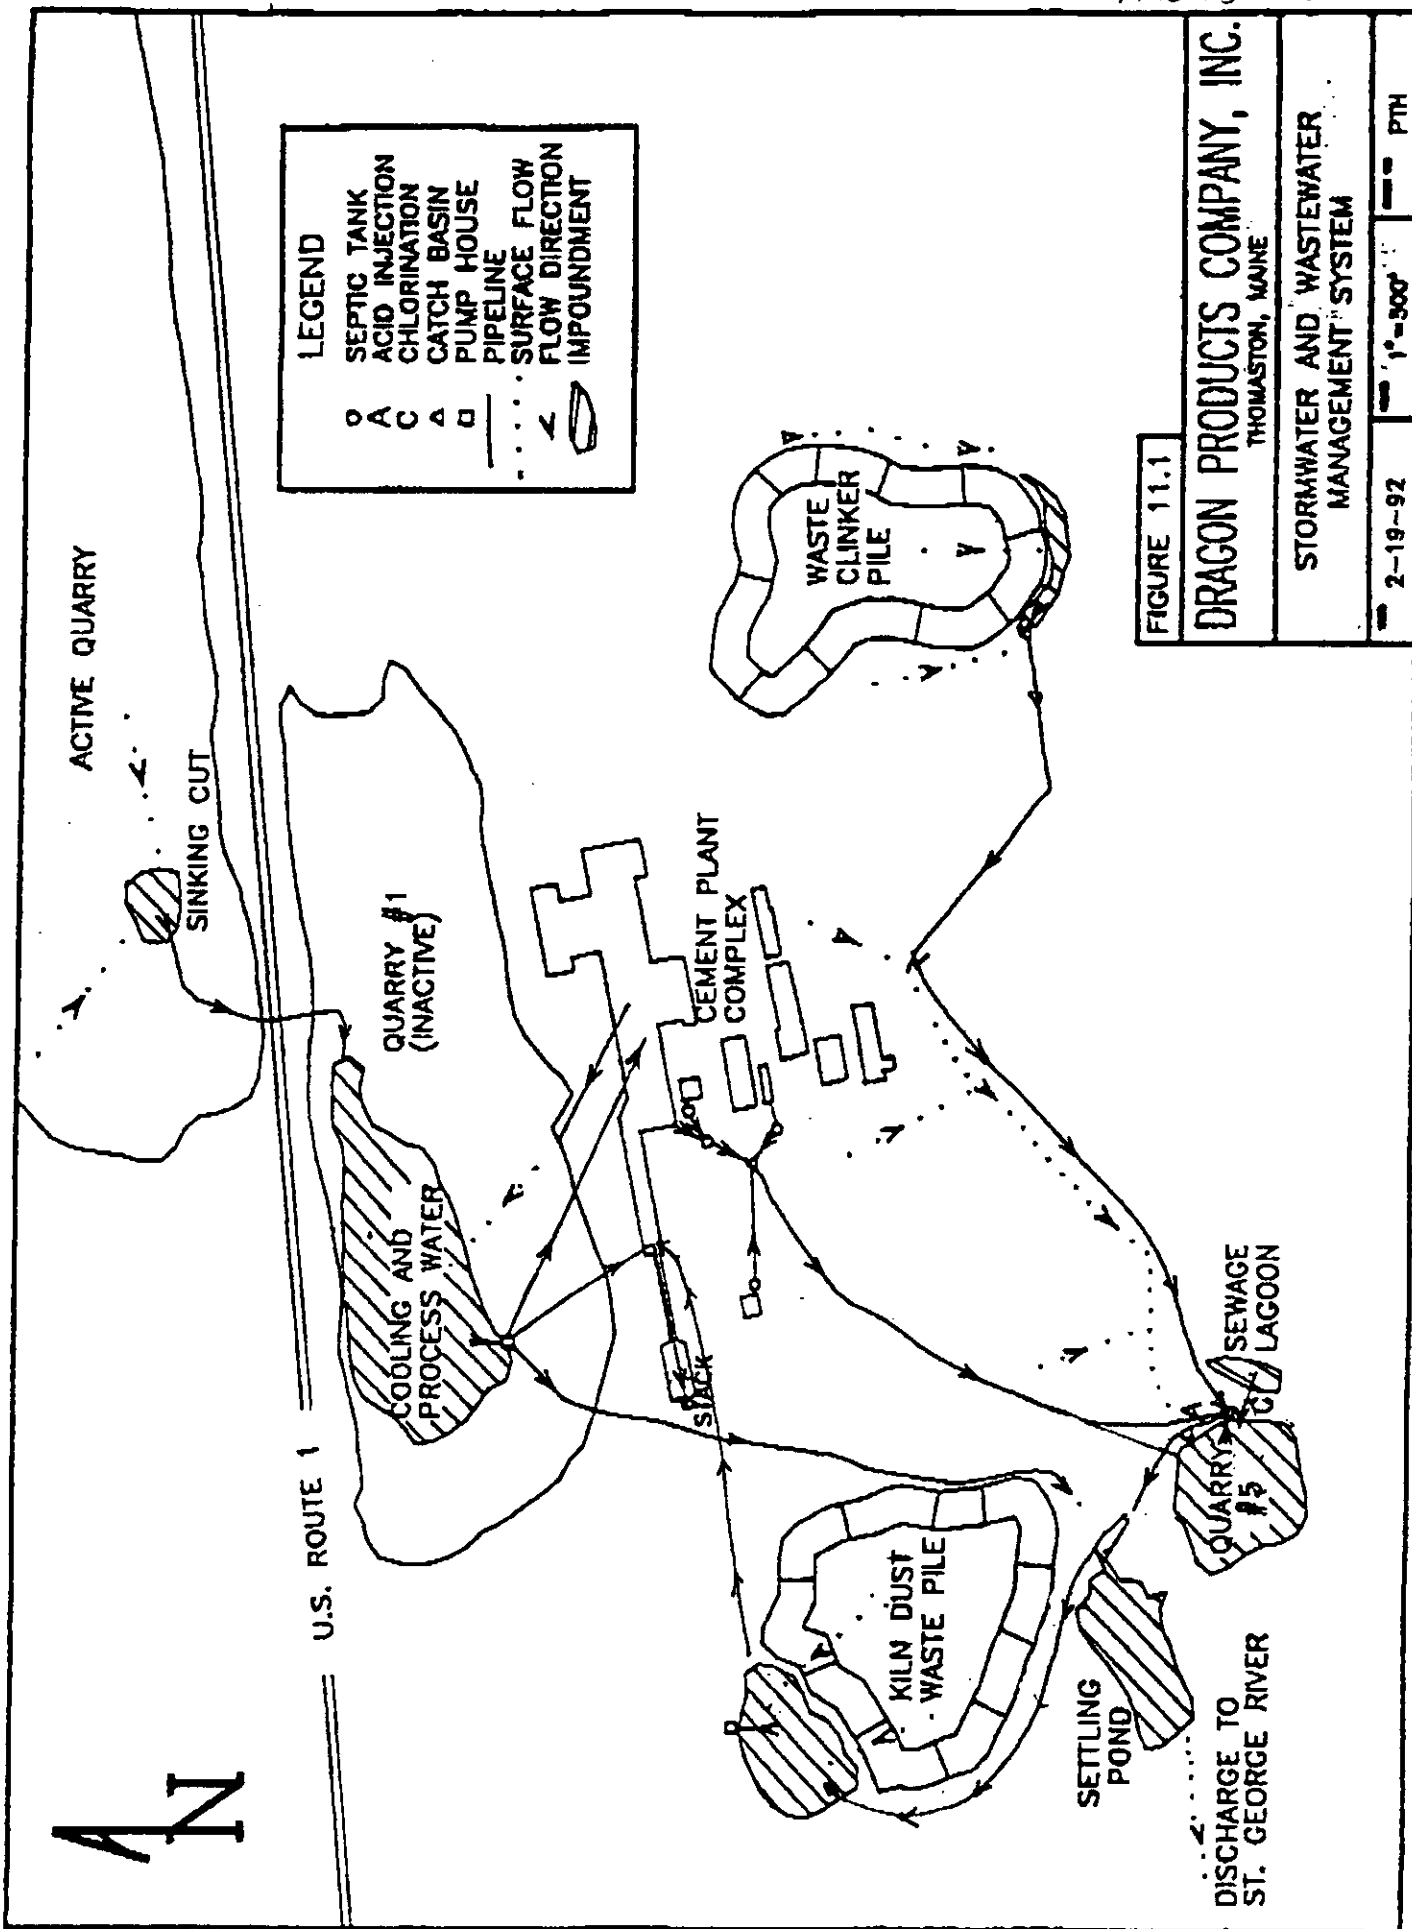 N
ACTIVE QUARRY
SINKING CUT
U.S. ROUTE 1
QUARRY #1
(INACTIVE)
COOLING AND
PROCESS WATER
LEGEND
SEPTIC TANK
A ACID INJECTION
C CHLORINATION
CATCH BASIN
PUMP HOUSE
PIPELINE
SURFACE FLOW
FLOW DIRECTION
IMPOUNDMENT
CEMENT PLANT
COMPLEX
STACK
WASTE
CLINKER
PILE
KILN DUST
WASTE PILE
SETTLING
POND
A
QUARRY
#5
C
SEWAGE
LAGOON
DISCHARGE TO
ST. GEORGE RIVER
FIGURE 11.1
DRAGON PRODUCTS COMPANY, INC.
THOMASTON, MAINE
STORMWATER AND WASTEWATER
MANAGEMENT SYSTEM
2-19-92 1"=500' PTH